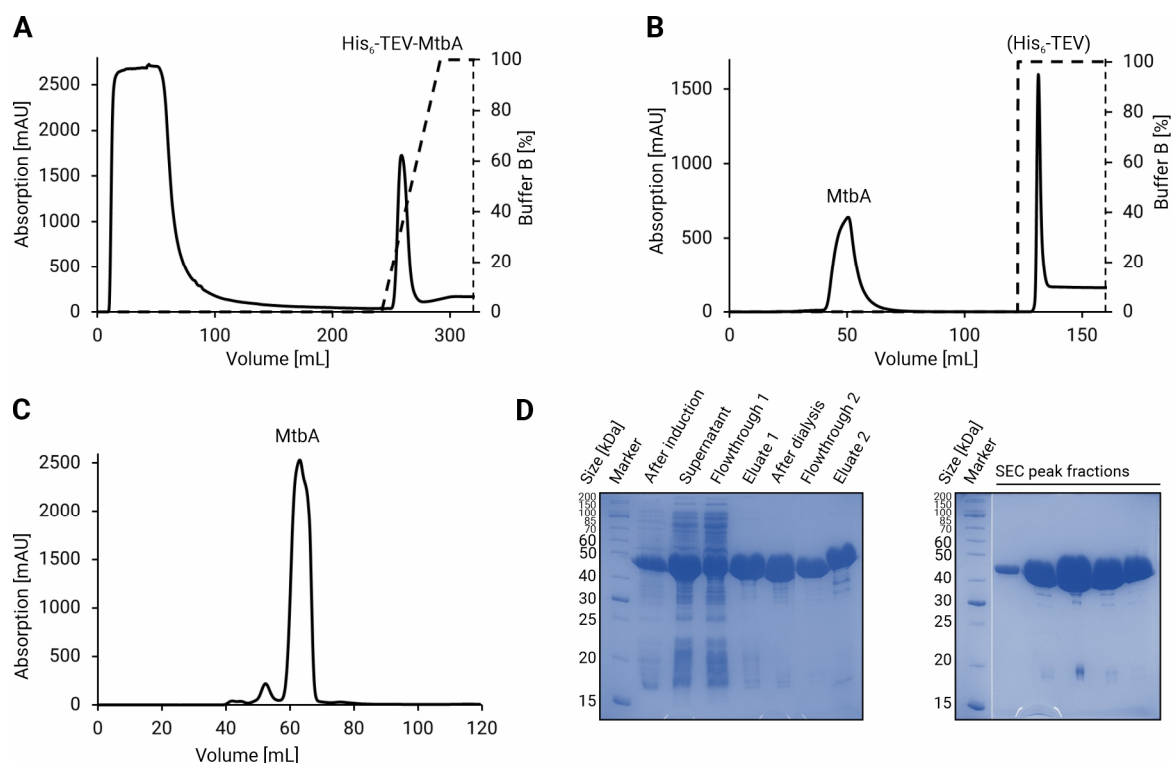 A
His₆-TEV-MtbA
Absorption [mAU]
2500
2000
1500
1000
500
0
100
80
60
40
20
0
Buffer B [%]
0 100 200 300
Volume [mL]
B
(His₆-TEV)
MtbA
Absorption [mAU]
1500
1000
500
0
100
80
60
40
20
0
Buffer B [%]
0 50 100 150
Volume [mL]
C
MtbA
Absorption [mAU]
2500
2000
1500
1000
500
0
0 20 40 60 80 100 120
Volume [mL]
D
Size [kDa]
Marker
After induction
Supernatant
Flowthrough 1
Eluate 1
After dialysis
Flowthrough 2
Eluate 2
200
150
100
85
70
60
50
40
30
25
20
15
Size [kDa]
Marker
SEC peak fractions
200
150
100
85
70
60
50
40
30
25
20
15